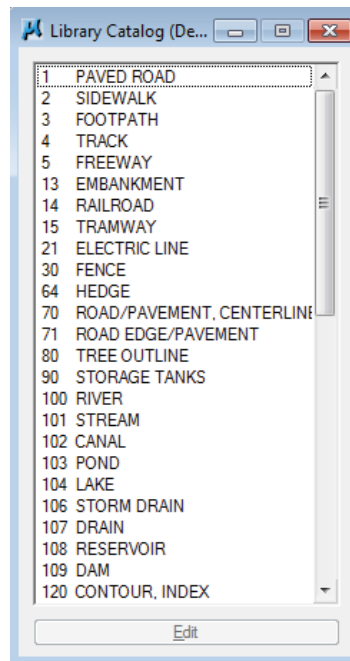 Library Catalog (De...
1 PAVED ROAD
2 SIDEWALK
3 FOOTPATH
4 TRACK
5 FREEWAY
13 EMBANKMENT
14 RAILROAD
15 TRAMWAY
21 ELECTRIC LINE
30 FENCE
64 HEDGE
70 ROAD/PAVEMENT, CENTERLINE
71 ROAD EDGE/PAVEMENT
80 TREE OUTLINE
90 STORAGE TANKS
100 RIVER
101 STREAM
102 CANAL
103 POND
104 LAKE
106 STORM DRAIN
107 DRAIN
108 RESERVOIR
109 DAM
120 CONTOUR, INDEX
Edit